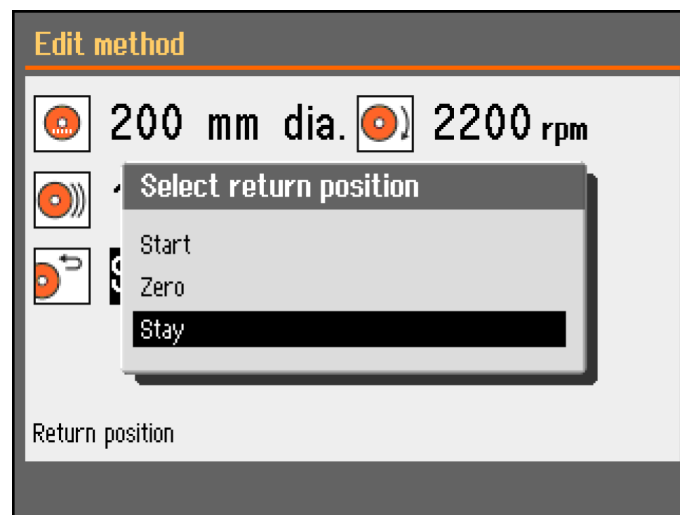 Edit method
200 mm dia. 2200 rpm
Select return position
Start
Zero
Stay
Return position